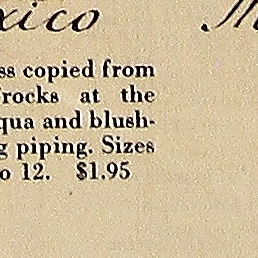 xico M
ss copied from
frocks at the
qua and blush-
g piping. Sizes
o 12. $1.95